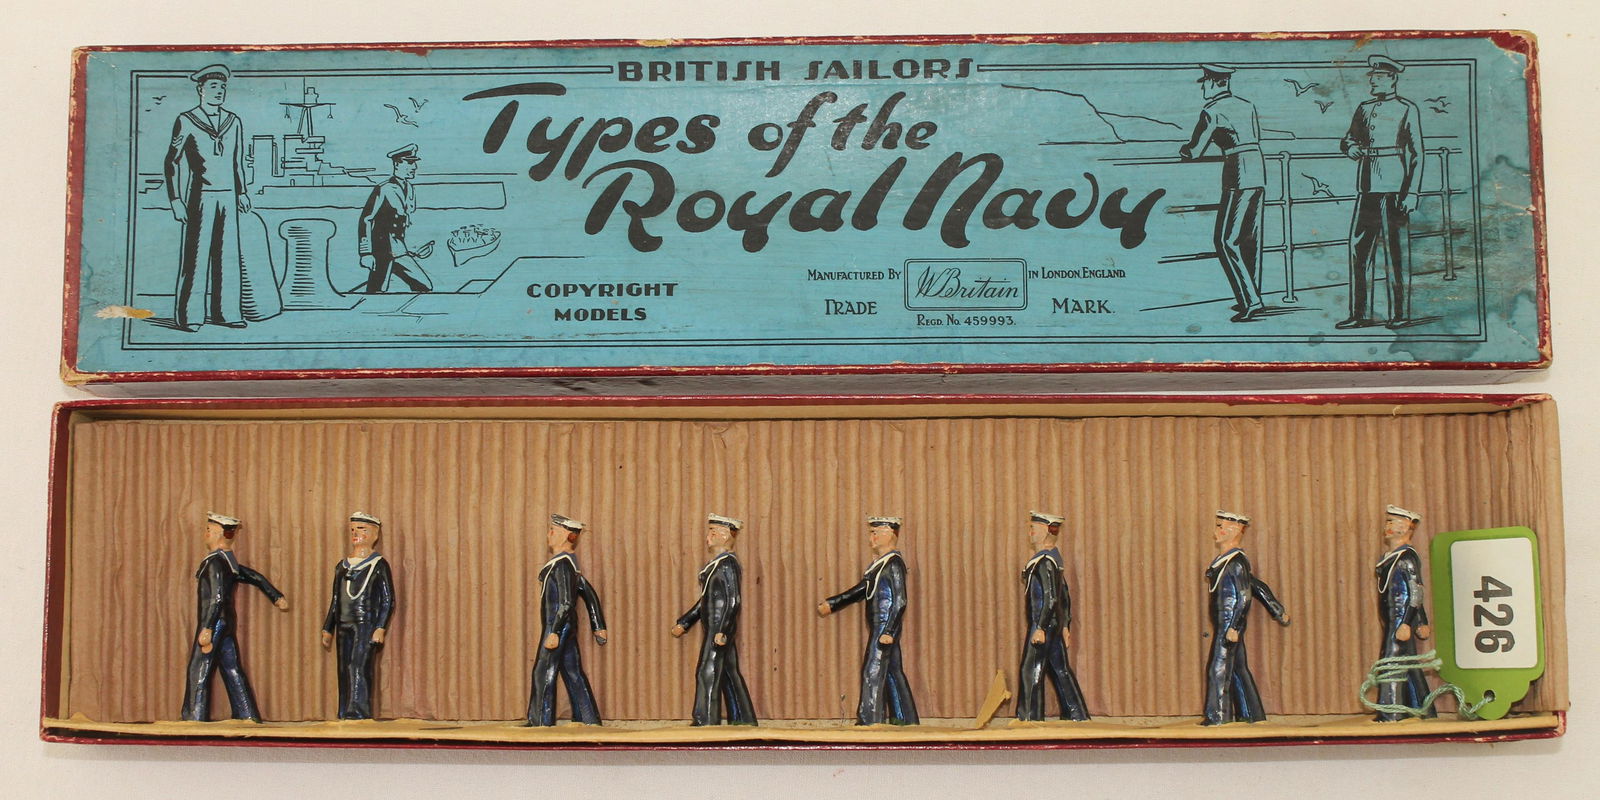 BRITISH SAILORS
Types of the
Royal Navy
COPYRIGHT
MODELS
MANUFACTURED BY W Britain IN LONDON, ENGLAND
TRADE MARK.
REGD. NO. 459993.
426